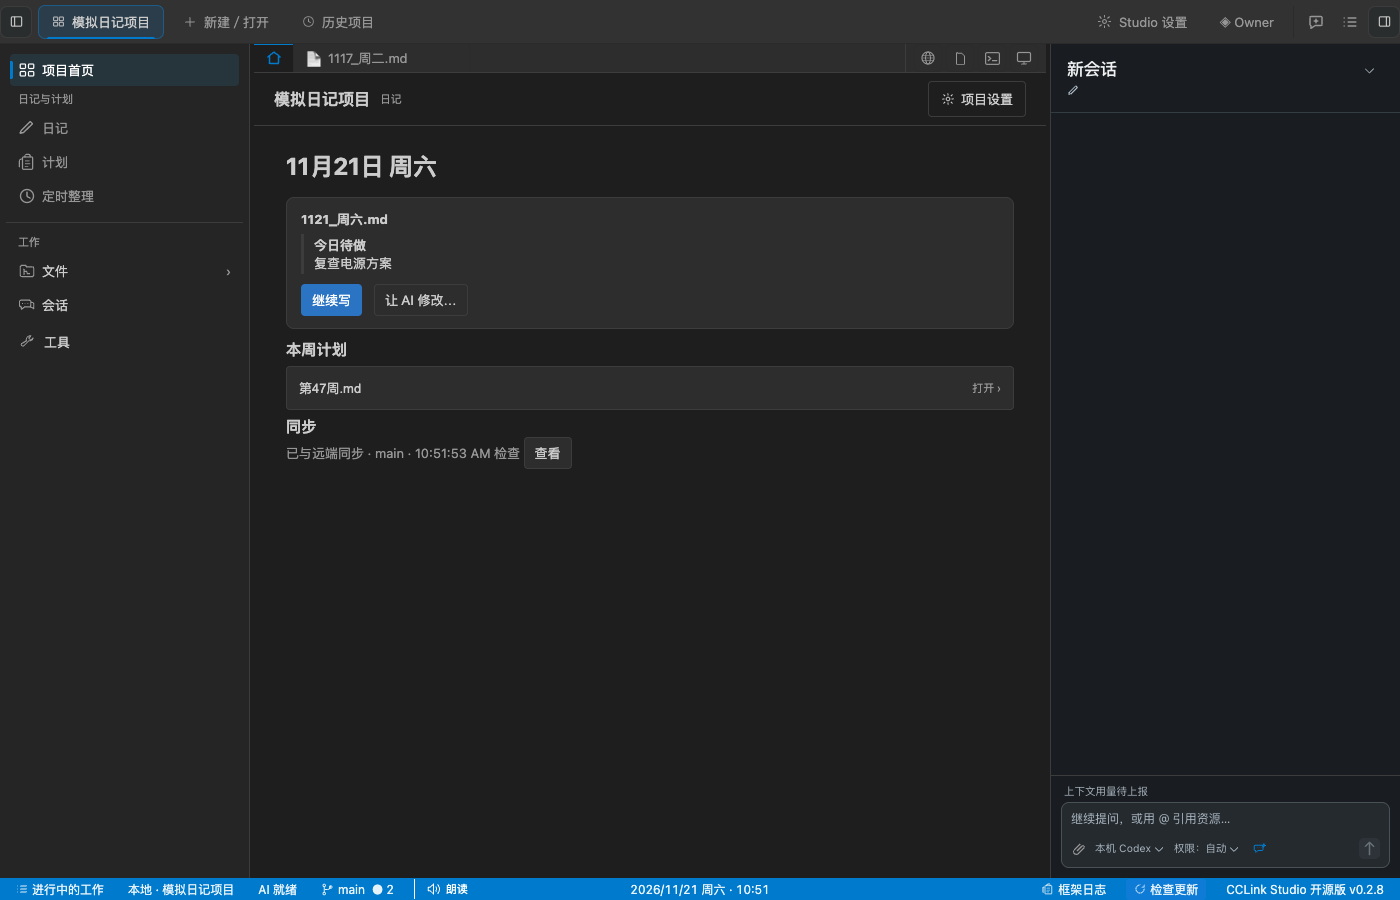 模拟日记项目
新建 / 打开
历史项目
Studio 设置
Owner
项目首页
日记与计划
日记
计划
定时整理
工作
文件
会话
工具
1117_周二.md
模拟日记项目 日记
项目设置
11月21日 周六
1121_周六.md
今日待做
复查电源方案
继续写
让 AI 修改...
本周计划
第47周.md
打开 ›
同步
已与远端同步 · main · 10:51:53 AM 检查
查看
新会话
上下文用量待上报
继续提问，或用 @ 引用资源...
本机 Codex
权限：自动
进行中的工作
本地 · 模拟日记项目
AI 就绪
main
2
朗读
2026/11/21 周六 · 10:51
框架日志
检查更新
CCLink Studio 开源版 v0.2.8